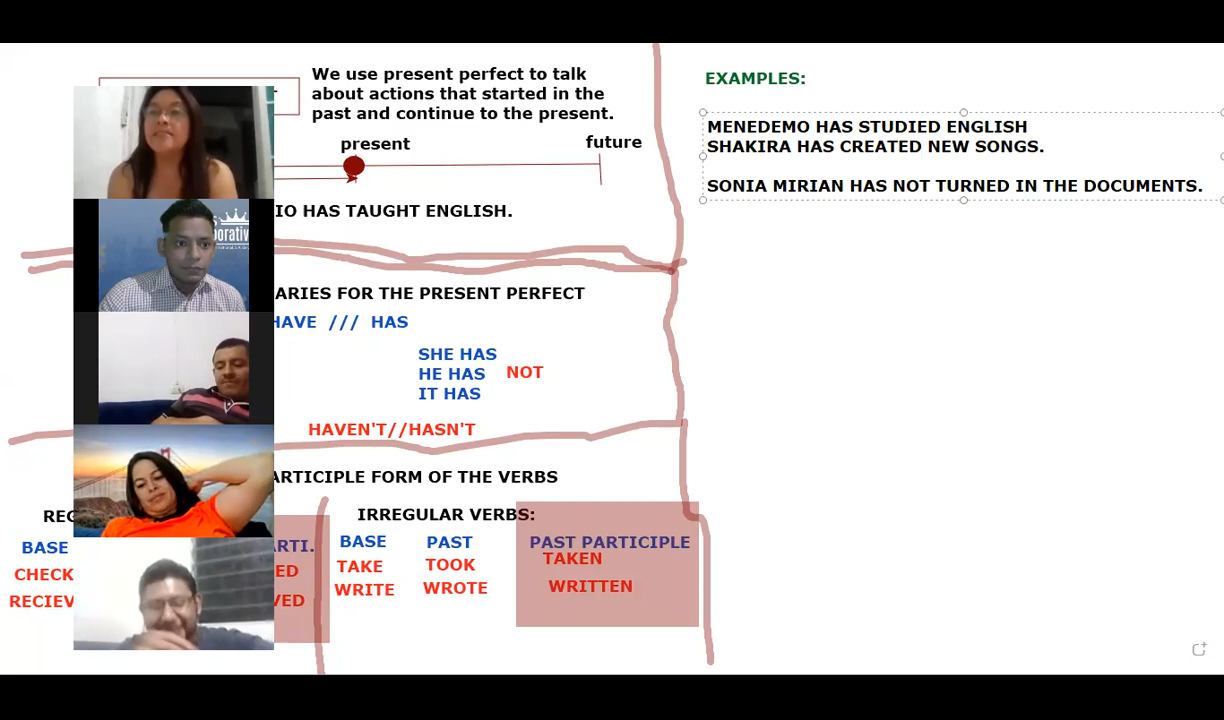 We use present perfect to talk
about actions that started in the
past and continue to the present.
present
future
IO HAS TAUGHT ENGLISH.
ARIES FOR THE PRESENT PERFECT
HAVE /// HAS
SHE HAS
HE HAS
IT HAS
NOT
HAVEN'T//HASN'T
ARTICIPLE FORM OF THE VERBS
REG
BASE
ARTI.
CHECK
ED
RECIEV
VED
IRREGULAR VERBS:
BASE PAST PAST PARTICIPLE
TAKE TOOK TAKEN
WRITE WROTE WRITTEN
EXAMPLES:
MENEDEMO HAS STUDIED ENGLISH
SHAKIRA HAS CREATED NEW SONGS.
SONIA MIRIAN HAS NOT TURNED IN THE DOCUMENTS.